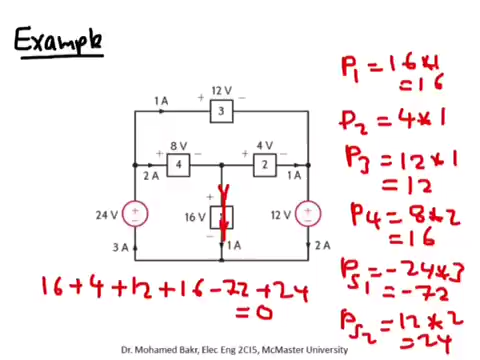 Example
P1 = 16*1
= 16
P2 = 4*1
P3 = 12*1
= 12
P4 = 8*2
= 16
Ps1 = -24*3
= -72
Ps2 = 12*2
= 24
12 V
1 A + 3 -
8 V 4 V
+ 4 - + 2 -
2 A 1 A
24 V + - 16 V + - 12 V + -
3 A 1 A 2 A
16+4+12+16-72+24
= 0
Dr. Mohamed Bakr, Elec Eng 2CI5, McMaster University